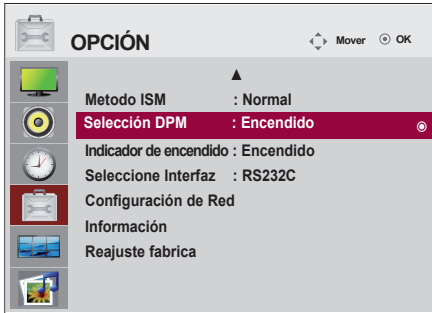 OPCIÓN
Mover OK
Metodo ISM : Normal
Selección DPM : Encendido
Indicador de encendido : Encendido
Seleccione Interfaz : RS232C
Configuración de Red
Información
Reajuste fabrica